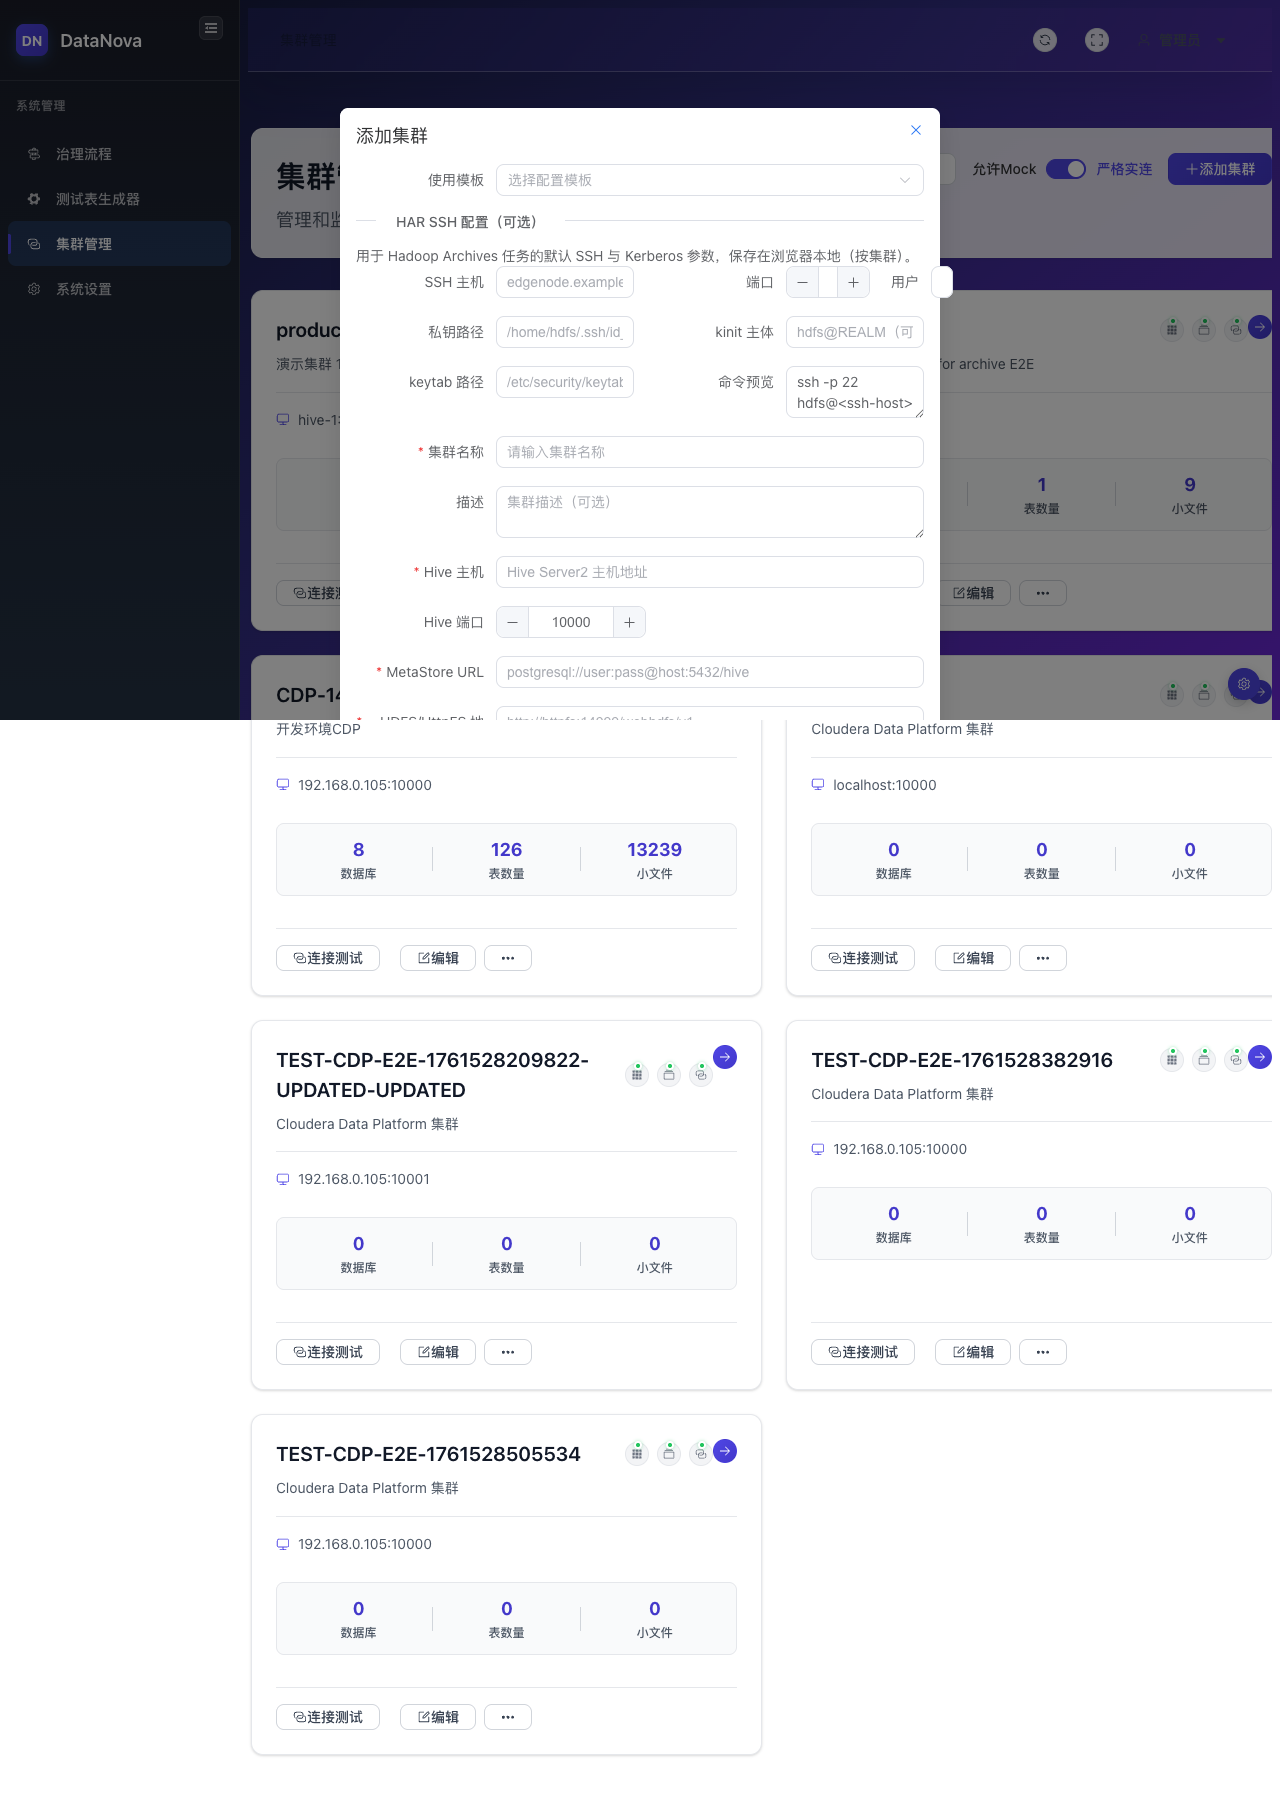 DN DataNova
集群管理
管理员
系统管理
治理流程
测试表生成器
集群管理
系统设置
集群
管理和监
允许Mock 严格实连 添加集群
添加集群
使用模板 选择配置模板
HAR SSH 配置（可选）
用于 Hadoop Archives 任务的默认 SSH 与 Kerberos 参数，保存在浏览器本地（按集群）。
SSH 主机 edgenode.example 端口 用户
私钥路径 /home/hdfs/.ssh/id_ kinit 主体 hdfs@REALM（可
keytab 路径 /etc/security/keytab 命令预览 ssh -p 22
hdfs@<ssh-host>
* 集群名称 请输入集群名称
描述 集群描述（可选）
* Hive 主机 Hive Server2 主机地址
Hive 端口 10000
* MetaStore URL postgresql://user:pass@host:5432/hive
produc
演示集群 1
for archive E2E
hive-1
1 9
表数量 小文件
连接测 编辑
CDP-14
开发环境CDP
192.168.0.105:10000
8 126 13239
数据库 表数量 小文件
连接测试 编辑
Cloudera Data Platform 集群
localhost:10000
0 0 0
数据库 表数量 小文件
连接测试 编辑
TEST-CDP-E2E-1761528209822-
UPDATED-UPDATED
Cloudera Data Platform 集群
192.168.0.105:10001
0 0 0
数据库 表数量 小文件
连接测试 编辑
TEST-CDP-E2E-1761528382916
Cloudera Data Platform 集群
192.168.0.105:10000
0 0 0
数据库 表数量 小文件
连接测试 编辑
TEST-CDP-E2E-1761528505534
Cloudera Data Platform 集群
192.168.0.105:10000
0 0 0
数据库 表数量 小文件
连接测试 编辑